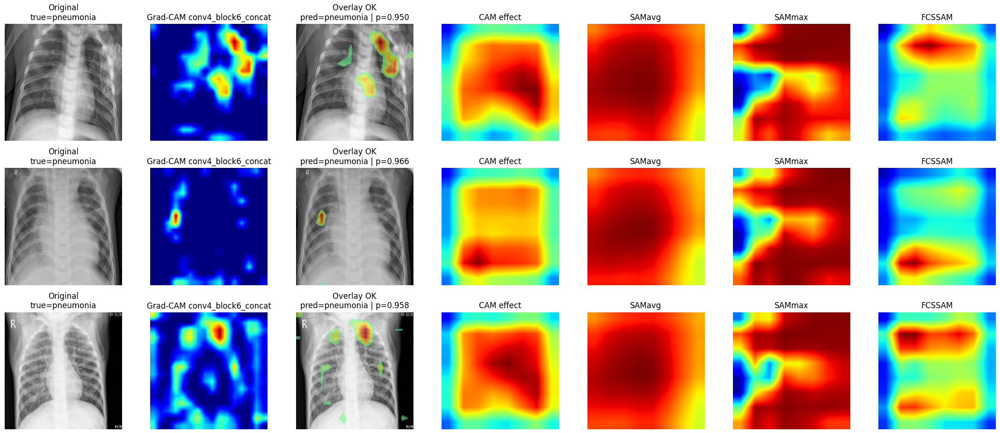 Original
true=pneumonia
Grad-CAM conv4_block6_concat
Overlay OK
pred=pneumonia | p=0.950
CAM effect
SAMavg
SAMmax
FCSSAM
Original
true=pneumonia
Grad-CAM conv4_block6_concat
Overlay OK
pred=pneumonia | p=0.966
CAM effect
SAMavg
SAMmax
FCSSAM
R
R
Original
true=pneumonia
Grad-CAM conv4_block6_concat
Overlay OK
pred=pneumonia | p=0.958
CAM effect
SAMavg
SAMmax
FCSSAM
R
R